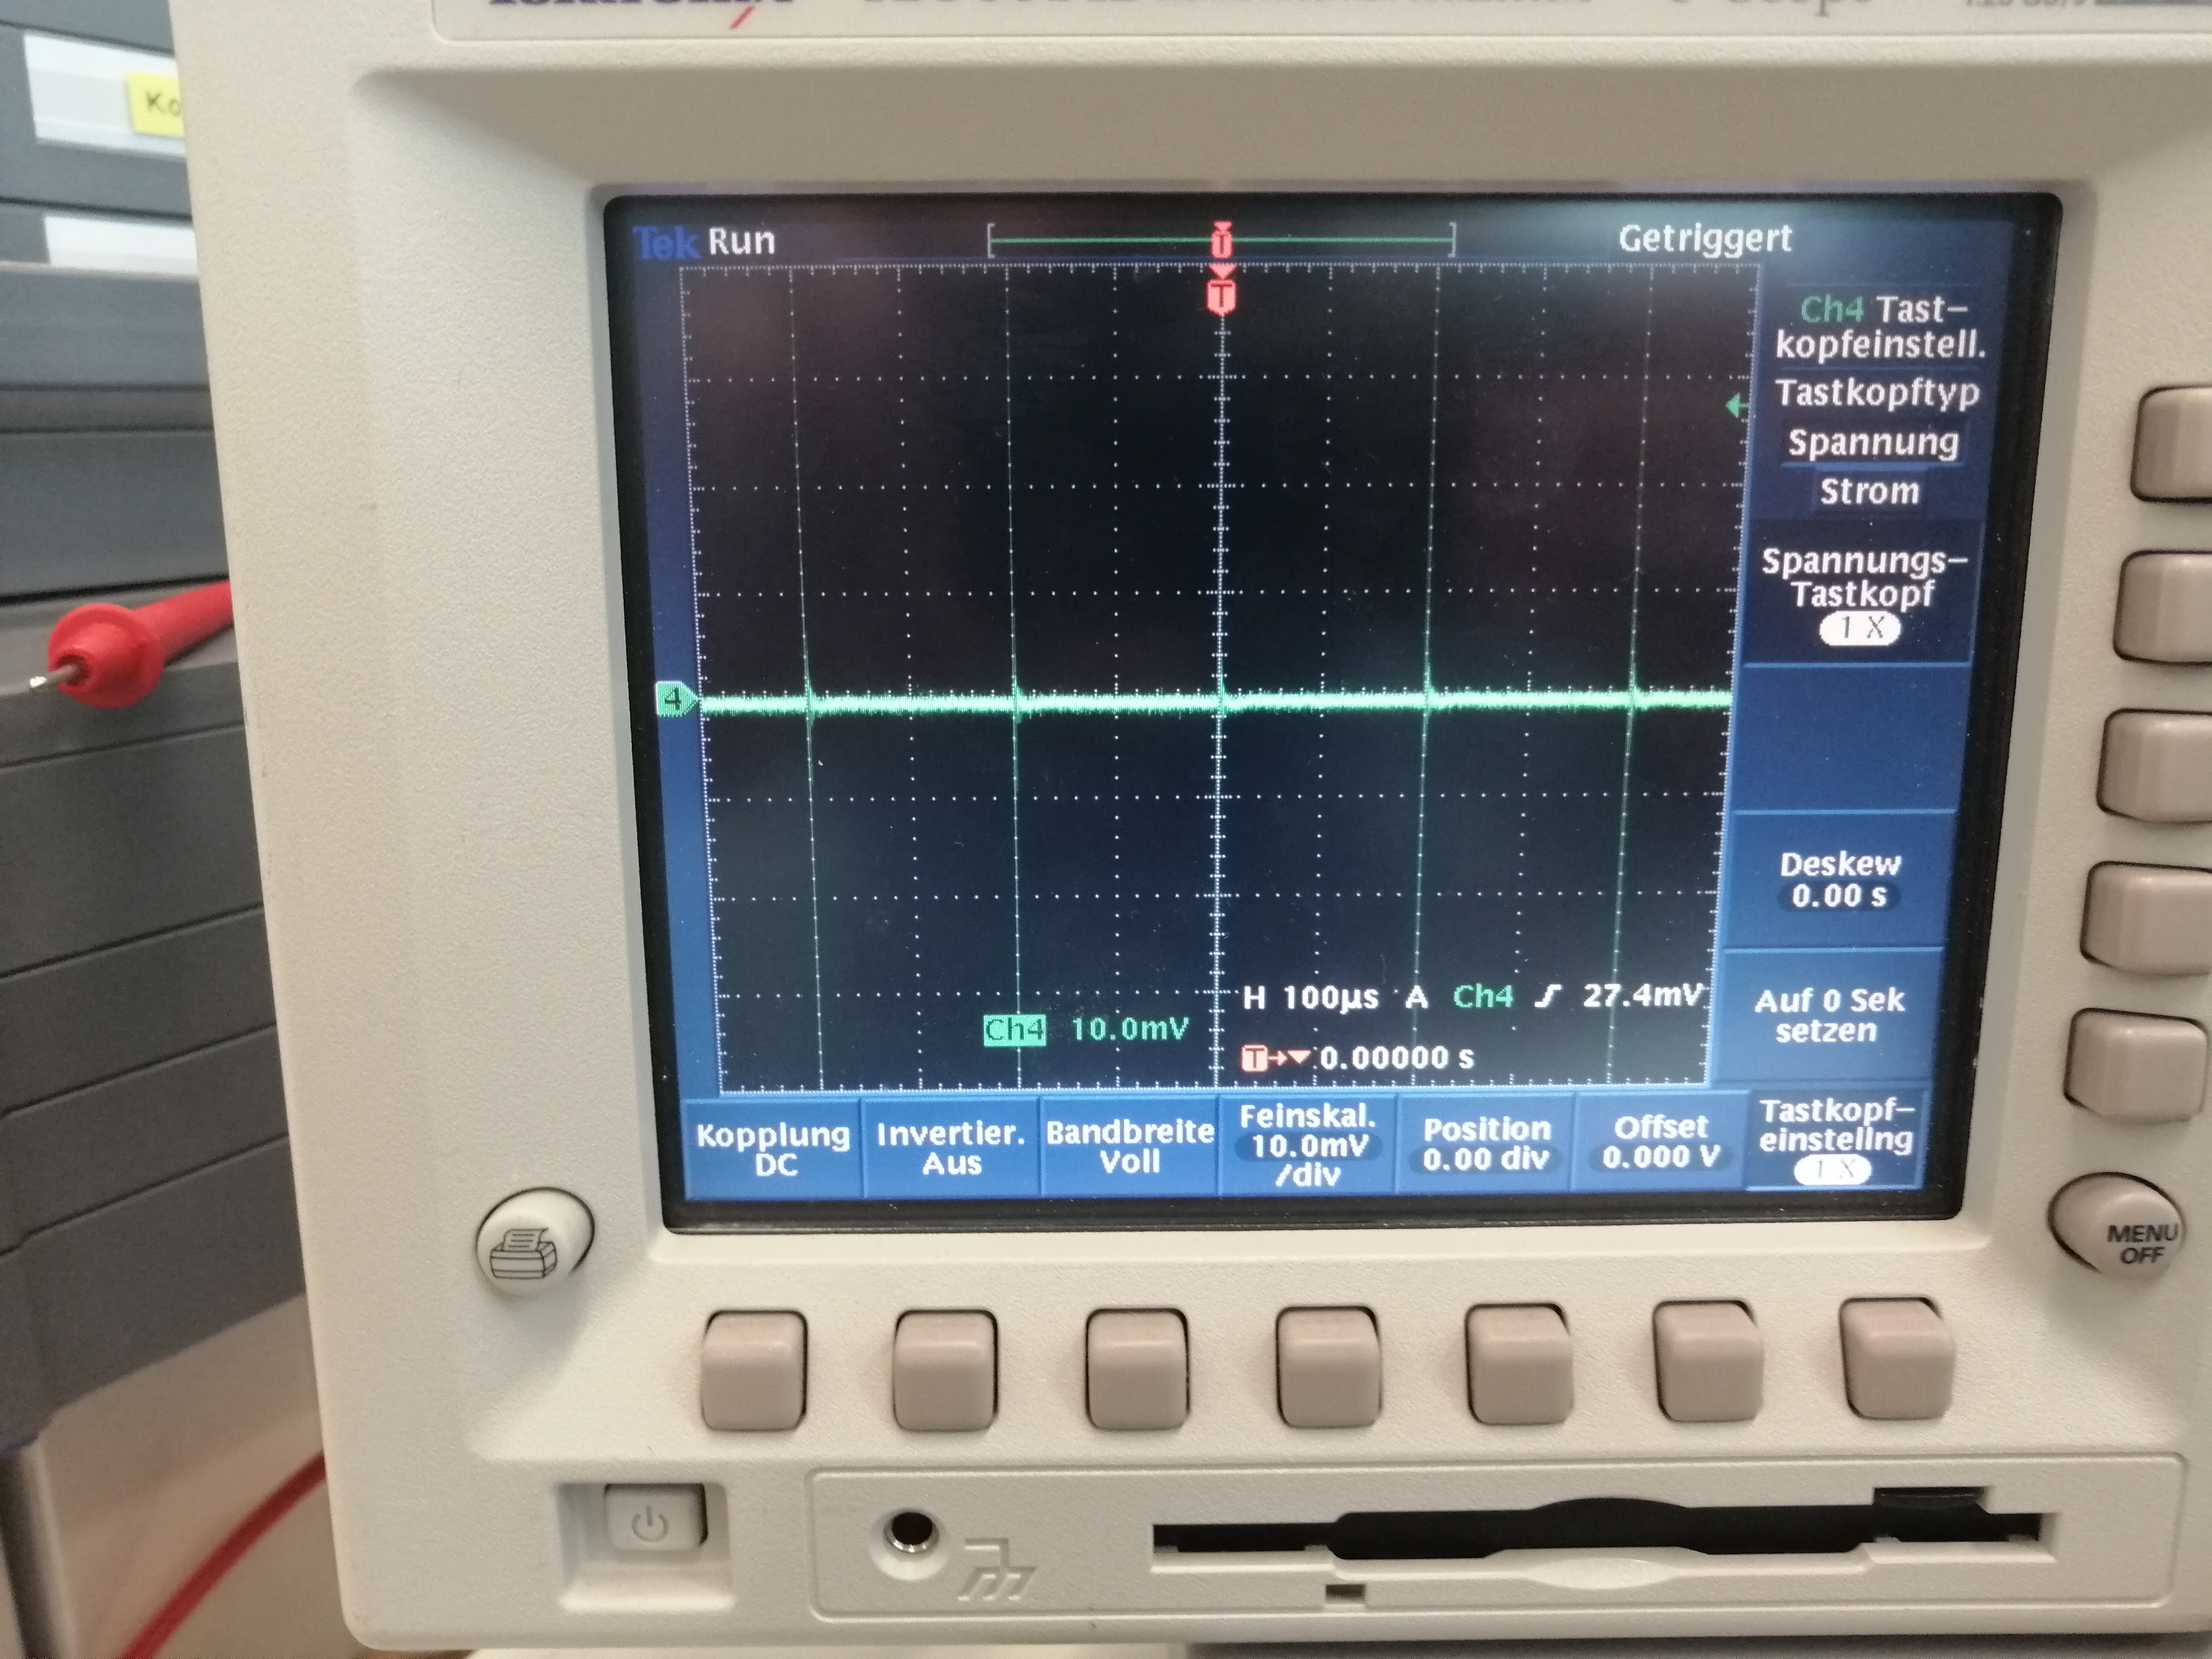 Ko
Tek Run
Getriggert
T
T
Ch4 Tast-
kopfeinstell.
Tastkopftyp
Spannung
Strom
Spannungs-
Tastkopf
1 X
4
Deskew
0.00 s
Auf 0 Sek
setzen
H 100µs A Ch4 27.4mV
Ch4 10.0mV
T 0.00000 s
Kopplung
DC
Invertier.
Aus
Bandbreite
Voll
Feinskal.
10.0mV
/div
Position
0.00 div
Offset
0.000 V
Tastkopf-
einstellng
1 X
MENU
OFF